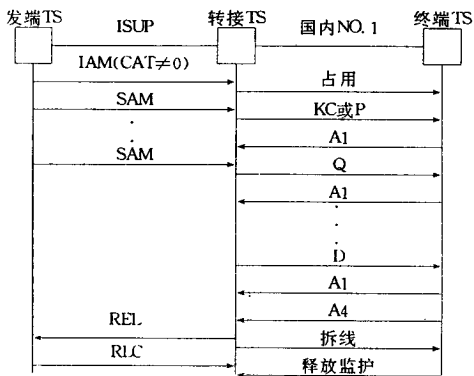 发端TS ISUP 转接TS 国内NO.1 终端TS
IAM(CAT≠0)
占用
SAM
KC或P
A1
SAM
Q
A1
D
A1
A4
REL
拆线
RLC
释放监护